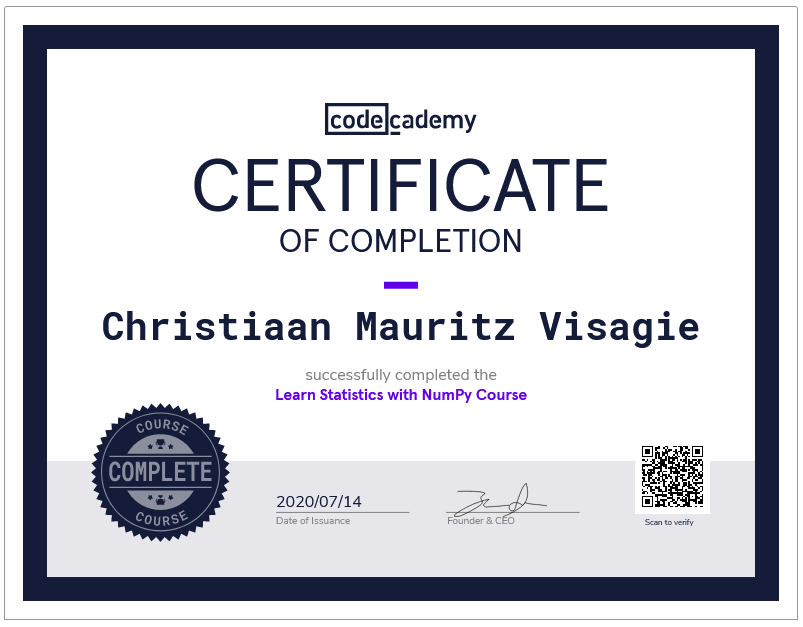 codecademy
CERTIFICATE
OF COMPLETION
Christiaan Mauritz Visagie
successfully completed the
Learn Statistics with NumPy Course
COURSE
COMPLETE
COURSE
2020/07/14
Date of Issuance
Founder & CEO
Scan to verify